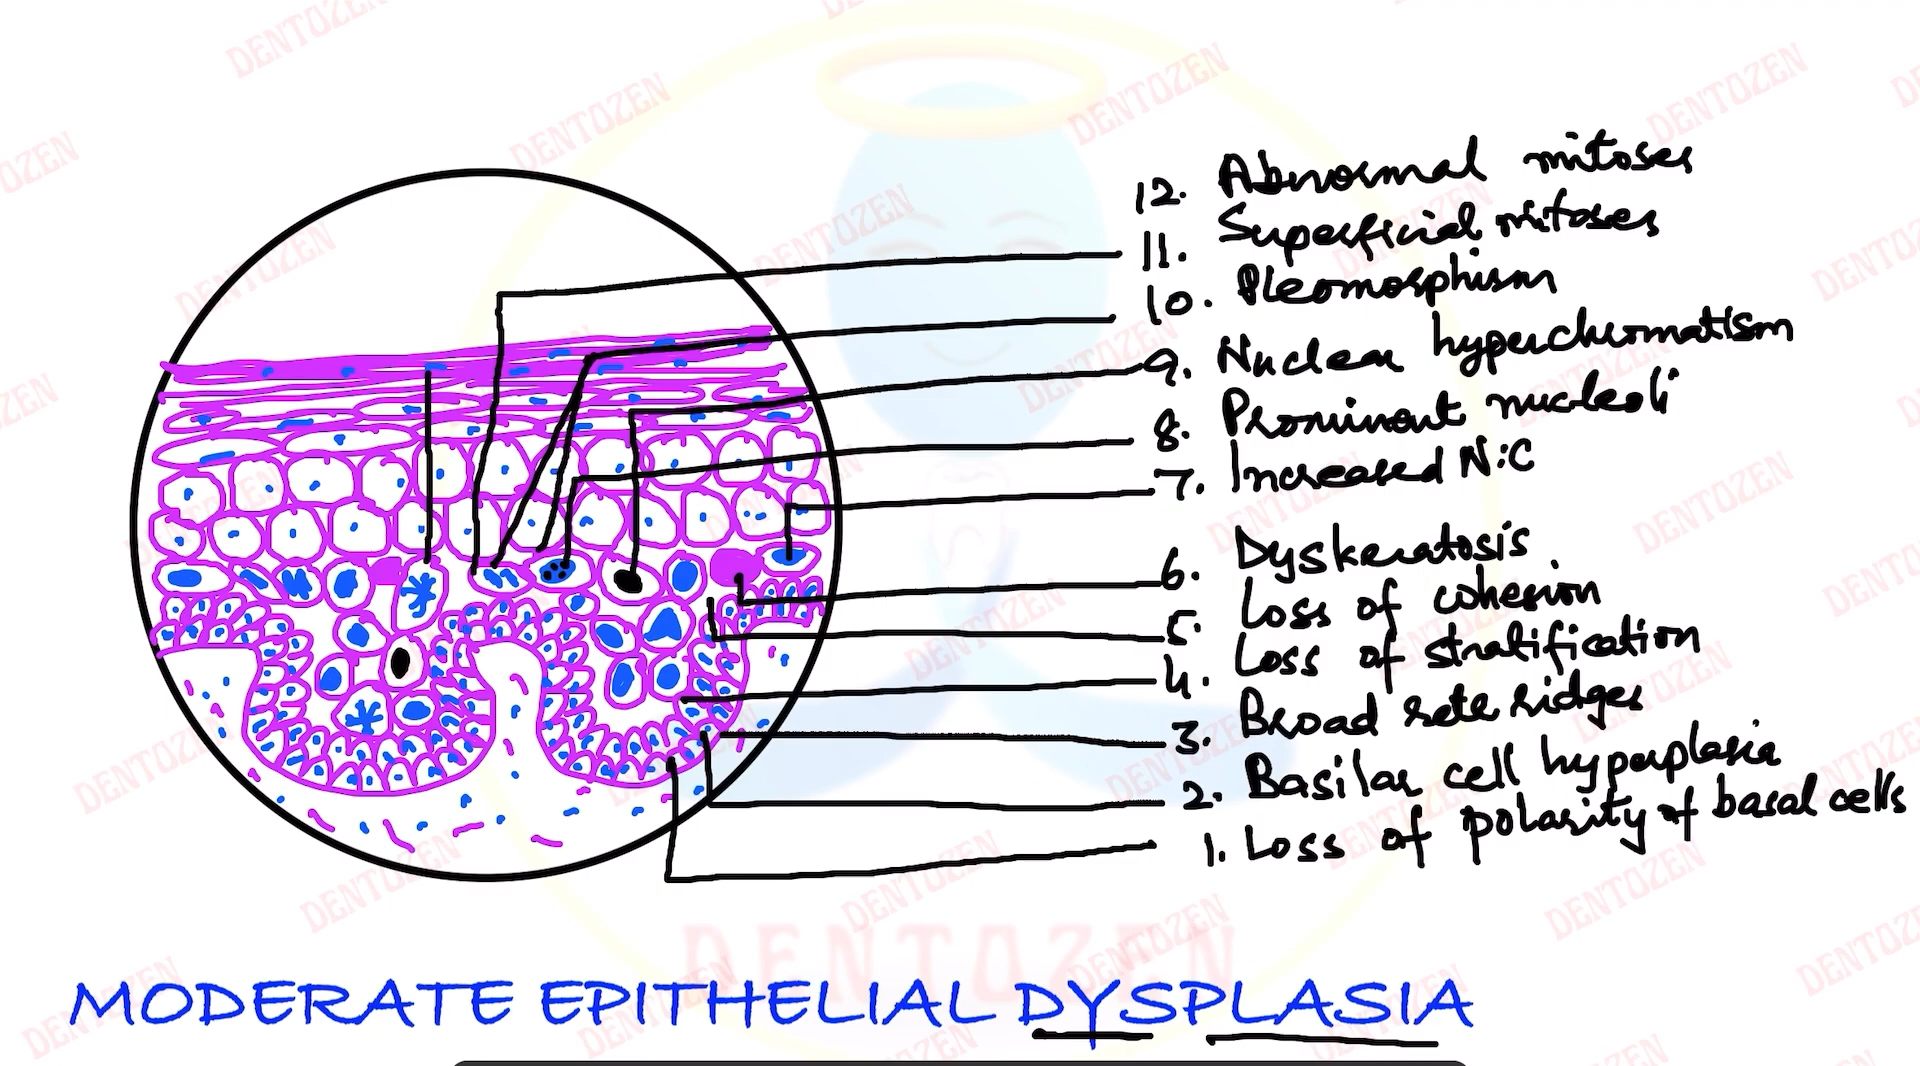 12. Abnormal mitoses
11. Superficial mitoses
10. Pleomorphism
9. Nuclear hyperchromatism
8. Prominent nucleoli
7. Increased N:C
6. Dyskeratosis
5. Loss of cohesion
4. Loss of stratification
3. Broad rete ridges
2. Basilar cell hyperplasia
1. Loss of polarity of basal cells
DENTOZEN
MODERATE EPITHELIAL DYSPLASIA